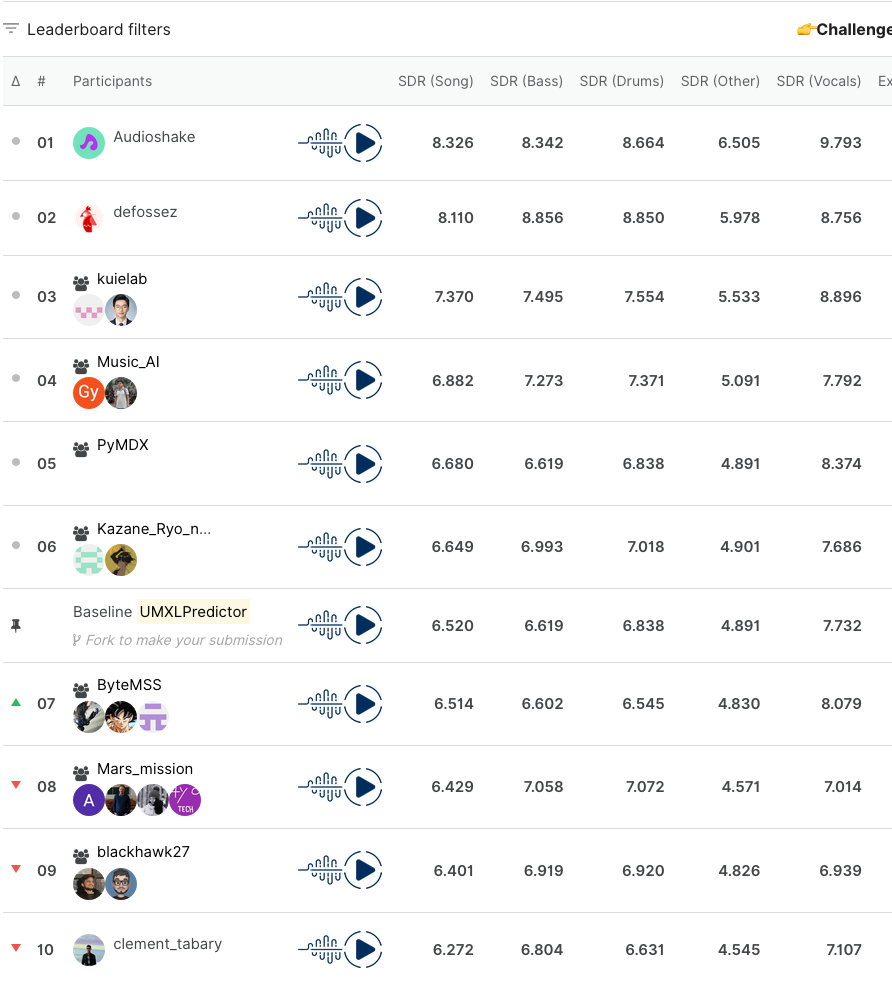 Leaderboard filters 👉Challenge
Δ # Participants SDR (Song) SDR (Bass) SDR (Drums) SDR (Other) SDR (Vocals) Ex
01 Audioshake 8.326 8.342 8.664 6.505 9.793
02 defossez 8.110 8.856 8.850 5.978 8.756
03 kuielab 7.370 7.495 7.554 5.533 8.896
04 Music_AI 6.882 7.273 7.371 5.091 7.792
Gy
05 PyMDX 6.680 6.619 6.838 4.891 8.374
06 Kazane_Ryo_n... 6.649 6.993 7.018 4.901 7.686
Baseline UMXLPredictor 6.520 6.619 6.838 4.891 7.732
Fork to make your submission
07 ByteMSS 6.514 6.602 6.545 4.830 8.079
08 Mars_mission 6.429 7.058 7.072 4.571 7.014
A TECH
09 blackhawk27 6.401 6.919 6.920 4.826 6.939
10 clement_tabary 6.272 6.804 6.631 4.545 7.107